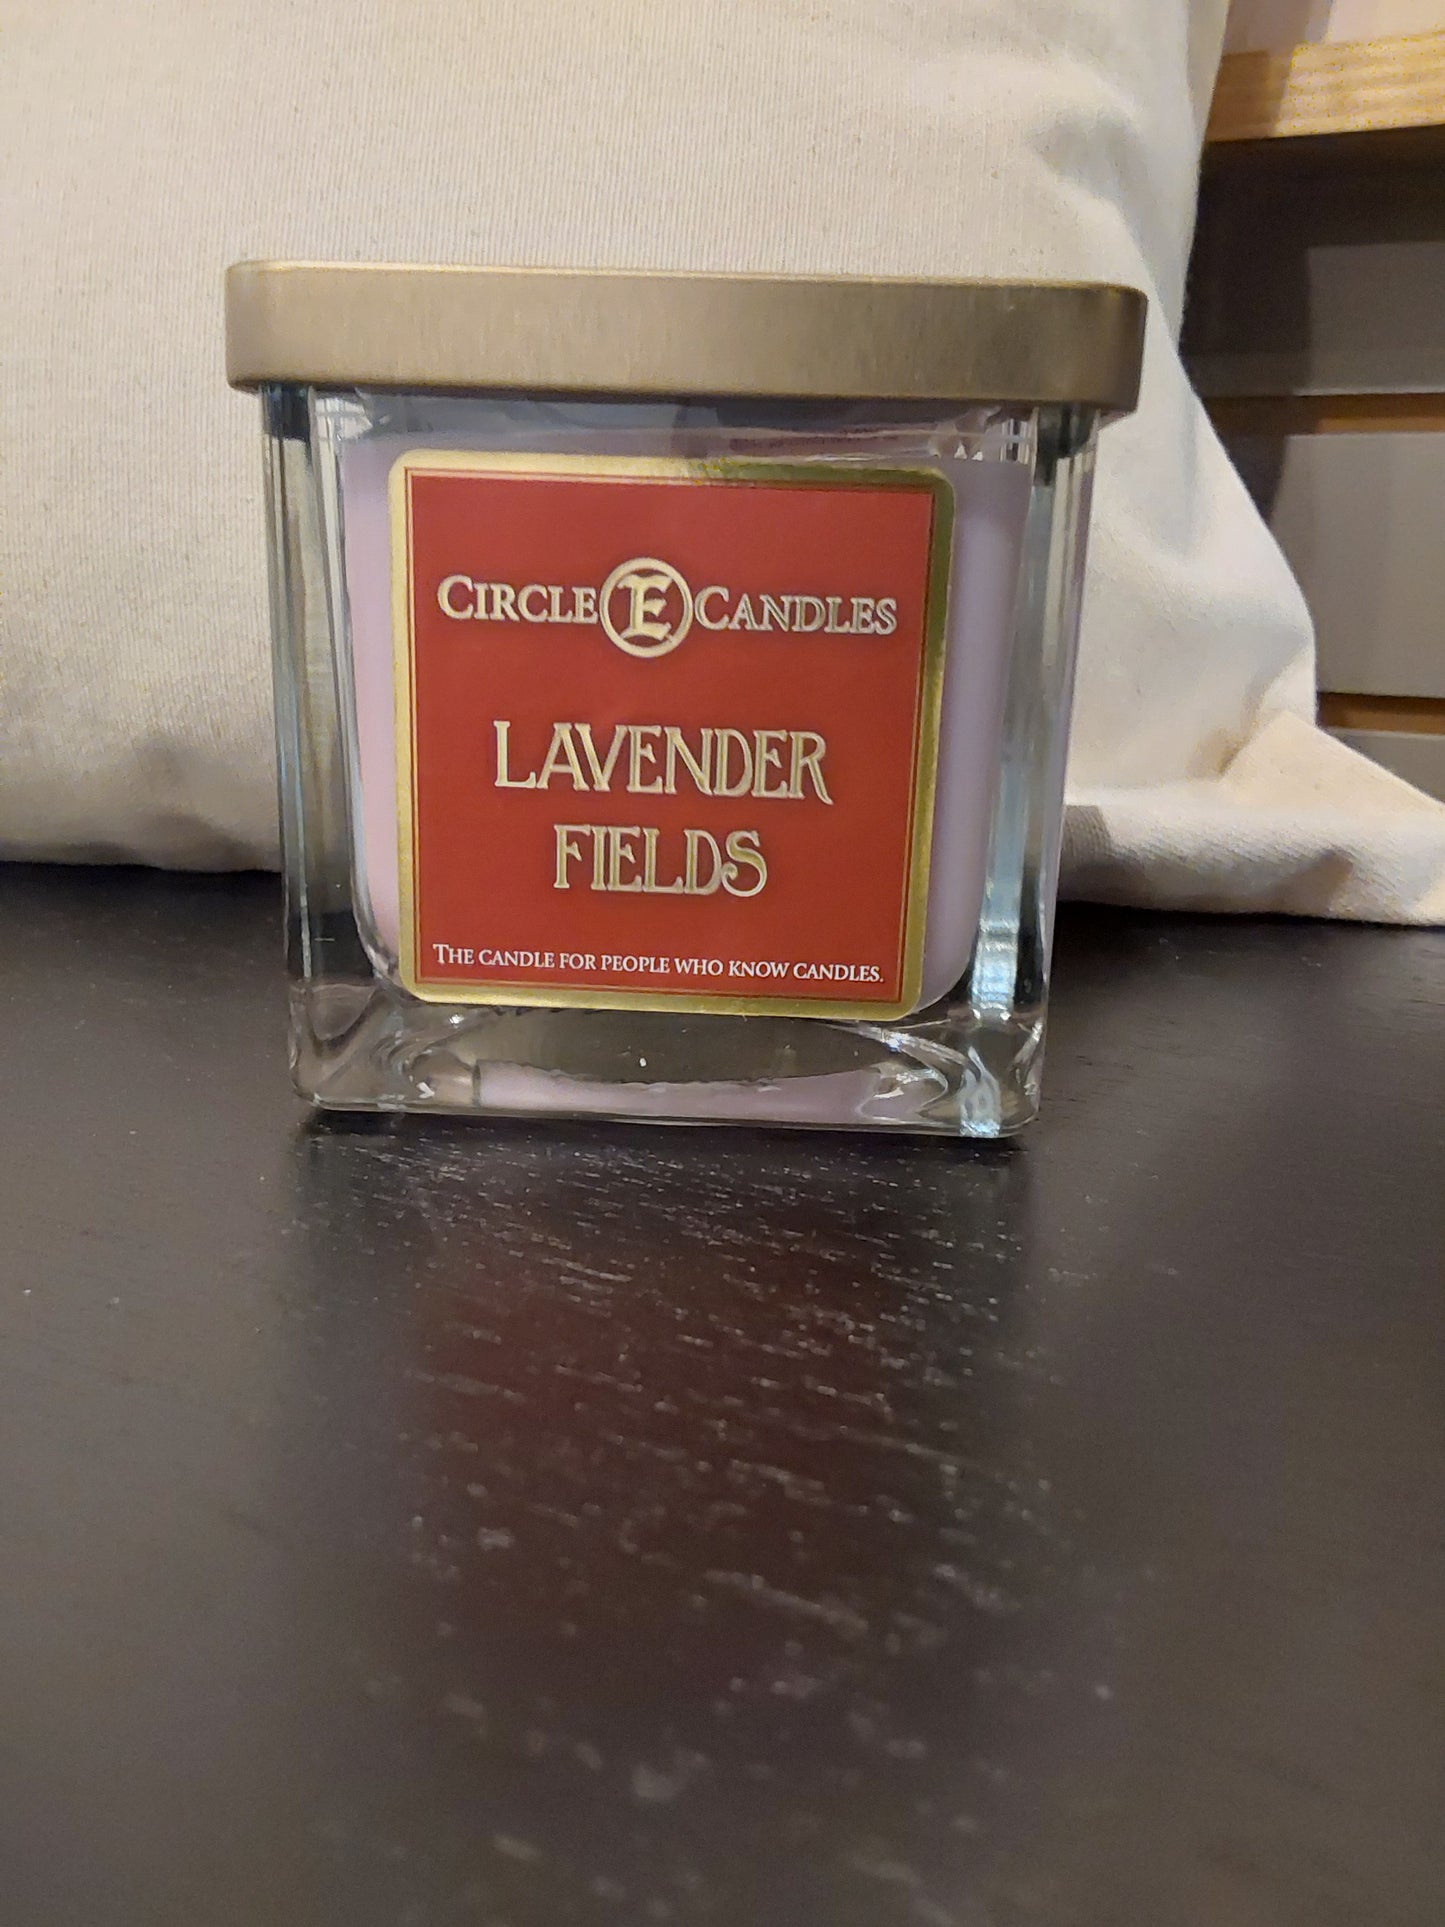 CIRCLE E CANDLES
LAVENDER
FIELDS
THE CANDLE FOR PEOPLE WHO KNOW CANDLES.